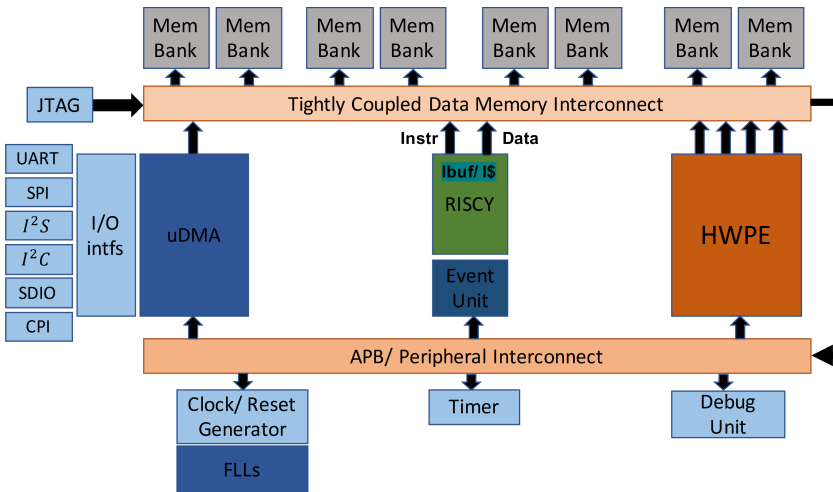 Mem
Bank
Mem
Bank
Mem
Bank
Mem
Bank
Mem
Bank
Mem
Bank
Mem
Bank
Mem
Bank
JTAG
Tightly Coupled Data Memory Interconnect
Instr
Data
UART
SPI
I²S
I²C
SDIO
CPI
I/O
intfs
uDMA
Ibuf/ I$
RISCY
Event
Unit
HWPE
APB/ Peripheral Interconnect
Clock/ Reset
Generator
FLLs
Timer
Debug
Unit